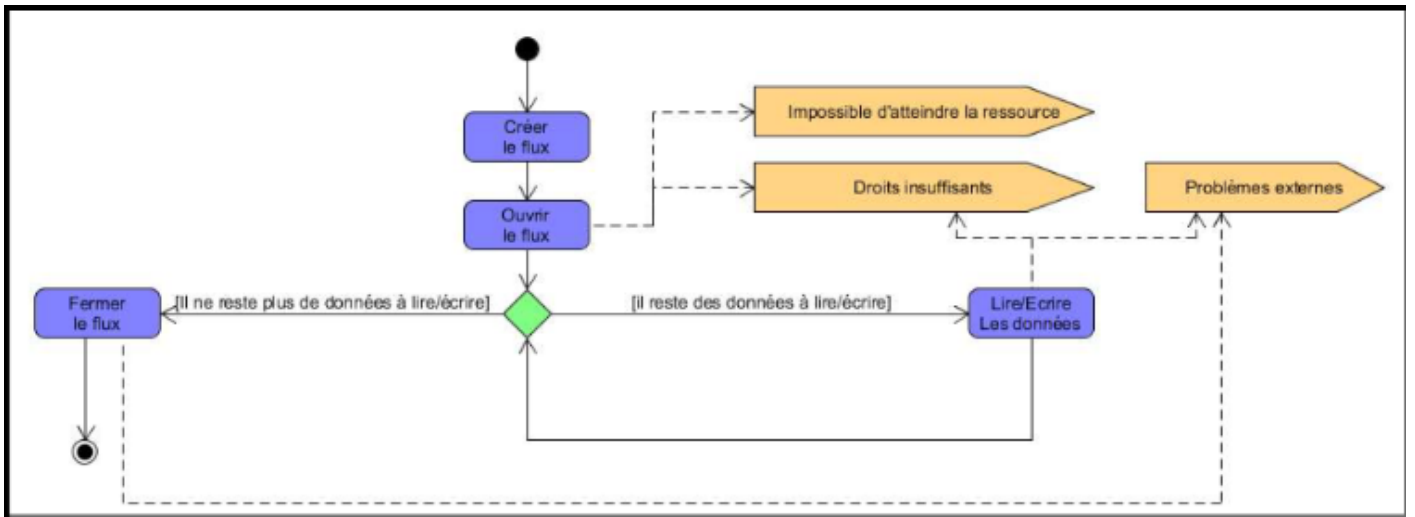 Créer
le flux
Impossible d'atteindre la ressource
Ouvrir
le flux
Droits insuffisants
Problèmes externes
Fermer
le flux
[Il ne reste plus de données à lire/écrire]
[il reste des données à lire/écrire]
Lire/Ecrire
Les données